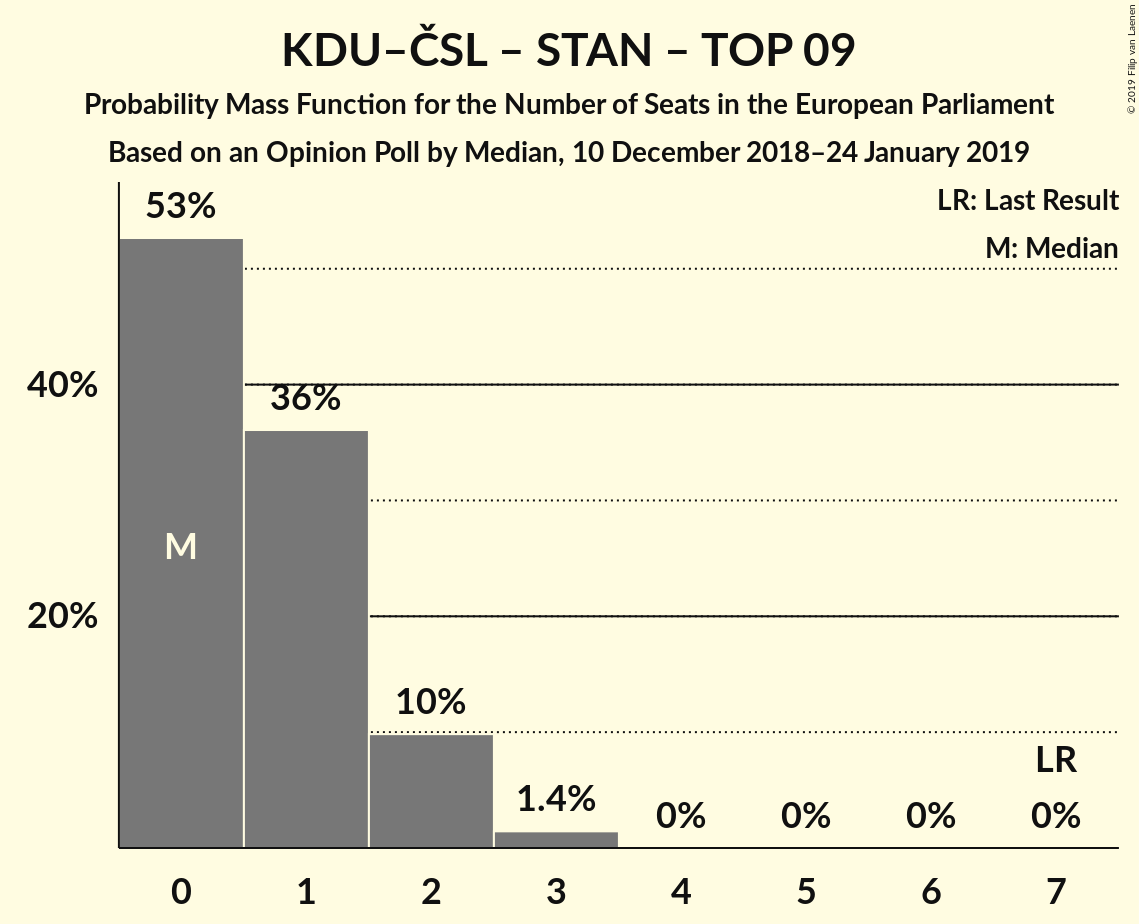 KDU–ČSL – STAN – TOP 09
Probability Mass Function for the Number of Seats in the European Parliament
Based on an Opinion Poll by Median, 10 December 2018–24 January 2019
© 2019 Filip van Laenen
LR: Last Result
M: Median
53%
40%
36%
M
20%
10%
LR
1.4%
0% 0% 0% 0%
0 1 2 3 4 5 6 7